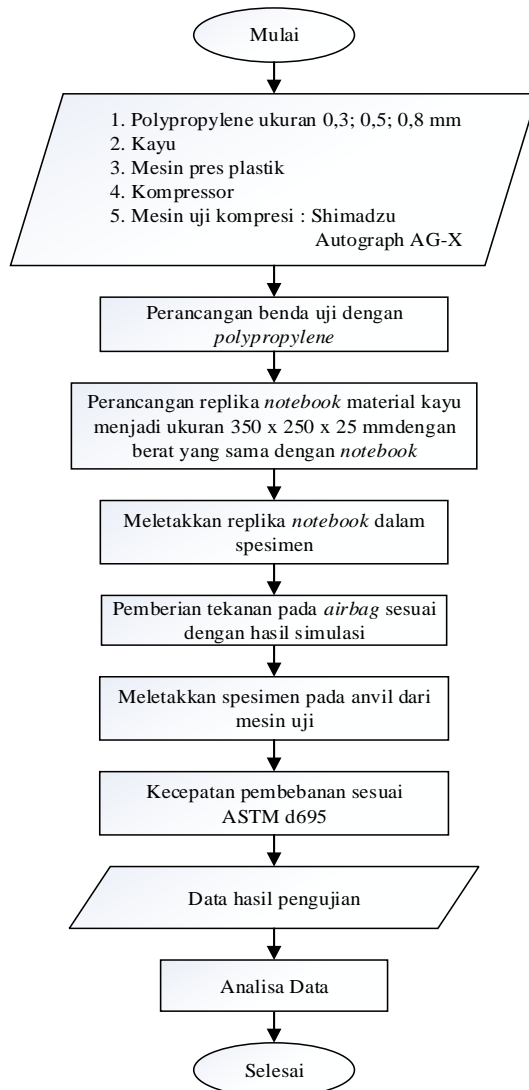 Mulai
1. Polypropylene ukuran 0,3; 0,5; 0,8 mm
2. Kayu
3. Mesin pres plastik
4. Kompressor
5. Mesin uji kompresi : Shimadzu
Autograph AG-X
Perancangan benda uji dengan
polypropylene
Perancangan replika notebook material kayu
menjadi ukuran 350 x 250 x 25 mmdengan
berat yang sama dengan notebook
Meletakkan replika notebook dalam
spesimen
Pemberian tekanan pada airbag sesuai
dengan hasil simulasi
Meletakkan spesimen pada anvil dari
mesin uji
Kecepatan pembebanan sesuai
ASTM d695
Data hasil pengujian
Analisa Data
Selesai